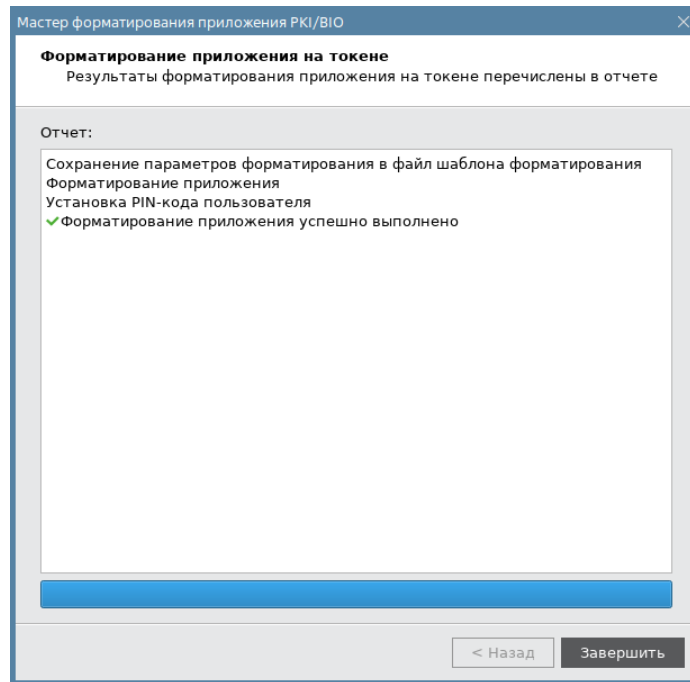 Мастер форматирования приложения PKI/BIO
Форматирование приложения на токене
Результаты форматирования приложения на токене перечислены в отчете
Отчет:
Сохранение параметров форматирования в файл шаблона форматирования
Форматирование приложения
Установка PIN-кода пользователя
Форматирование приложения успешно выполнено
< Назад
Завершить